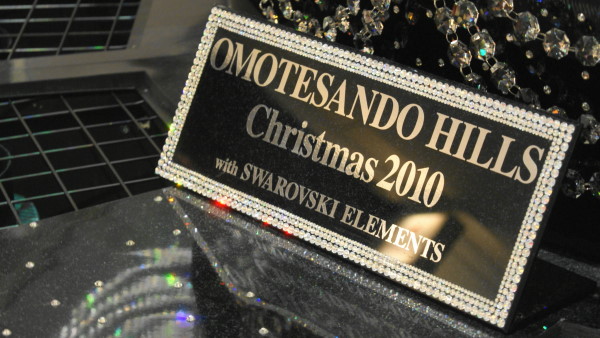 OMOTESANDO HILLS
Christmas 2010
with SWAROVSKI ELEMENTS